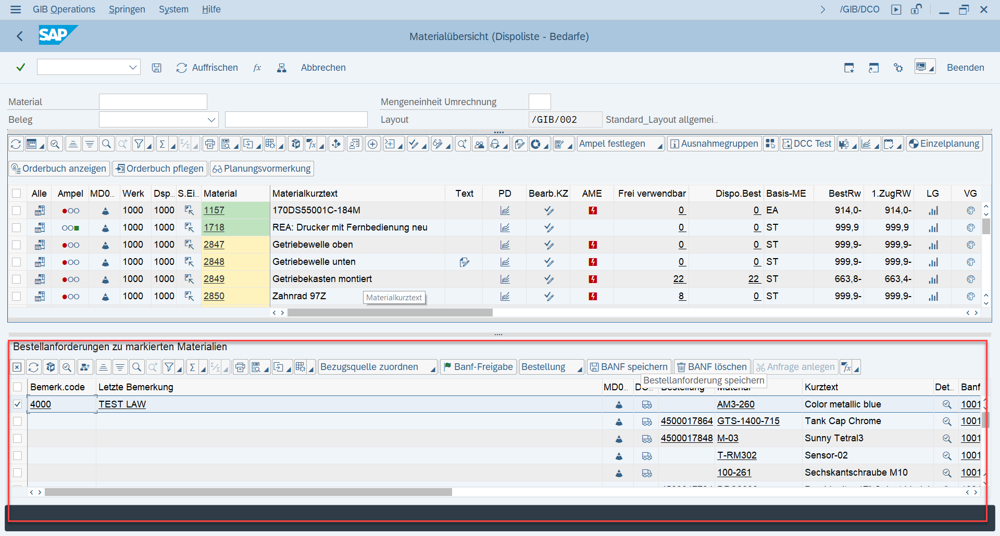 GIB Operations Springen System Hilfe /GIB/DCO
SAP Materialübersicht (Dispoliste - Bedarfe)
Auffrischen fx Abbrechen Beenden
Material Mengeneinheit Umrechnung
Beleg Layout /GIB/002 Standard_Layout allgemei...
Ampel festlegen Ausnahmegruppen DCC Test Einzelplanung
Orderbuch anzeigen Orderbuch pflegen Planungsvormerkung
Alle Ampel MD0... Werk Dsp... S.Ei... Material Materialkurztext Text PD Bearb.KZ AME Frei verwendbar Dispo.Best Basis-ME BestRw 1.ZugRW LG VG
1000 1000 1157 170DS55001C-184M 0 0 EA 914,0- 914,0-
1000 1000 1718 REA: Drucker mit Fernbedienung neu 0 0 ST 999,9 999,9
1000 1000 2847 Getriebewelle oben 0 0 ST 999,9- 999,9-
1000 1000 2848 Getriebewelle unten 0 0 ST 999,9- 999,9-
1000 1000 2849 Getriebekasten montiert 22 22 ST 663,8- 663,4-
1000 1000 2850 Zahnrad 97Z 8 0 ST 999,9- 999,9-
Materialkurztext
Bestellanforderungen zu markierten Materialien
Bezugsquelle zuordnen Banf-Freigabe Bestellung BANF speichern BANF löschen Anfrage anlegen
Bestellanforderung speichern
Bemerk.code Letzte Bemerkung MD0... Kurztext Det... Banf
4000 TEST LAW AM3-260 Color metallic blue 1001
4500017864 GTS-1400-715 Tank Cap Chrome 1001
4500017848 M-03 Sunny Tetral3 1001
T-RM302 Sensor-02 1001
100-261 Sechskantschraube M10 1001